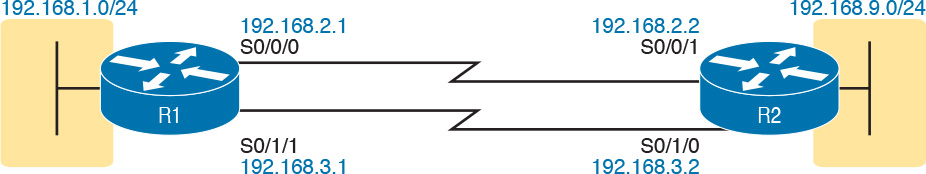 192.168.1.0/24
192.168.2.1
S0/0/0
192.168.2.2
S0/0/1
192.168.9.0/24
R1
R2
S0/1/1
192.168.3.1
S0/1/0
192.168.3.2